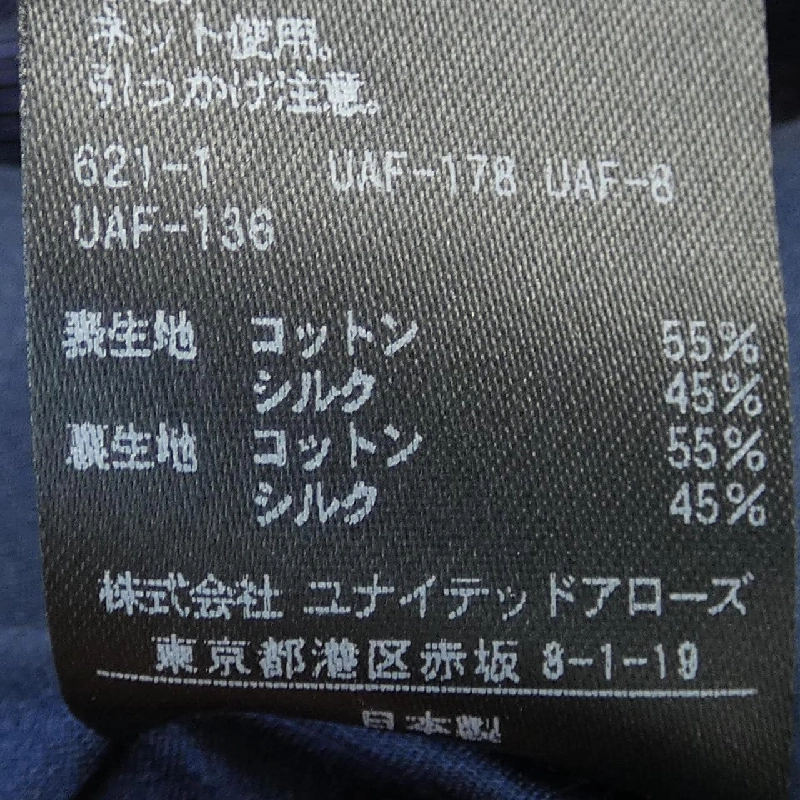 ネット使用。
引っかけ注意。
621-1 UAF-178 UAF-8
UAF-136
表生地 コットン 55%
シルク 45%
裏生地 コットン 55%
シルク 45%
株式会社 ユナイテッドアローズ
東京都港区赤坂 8-1-19
日本製